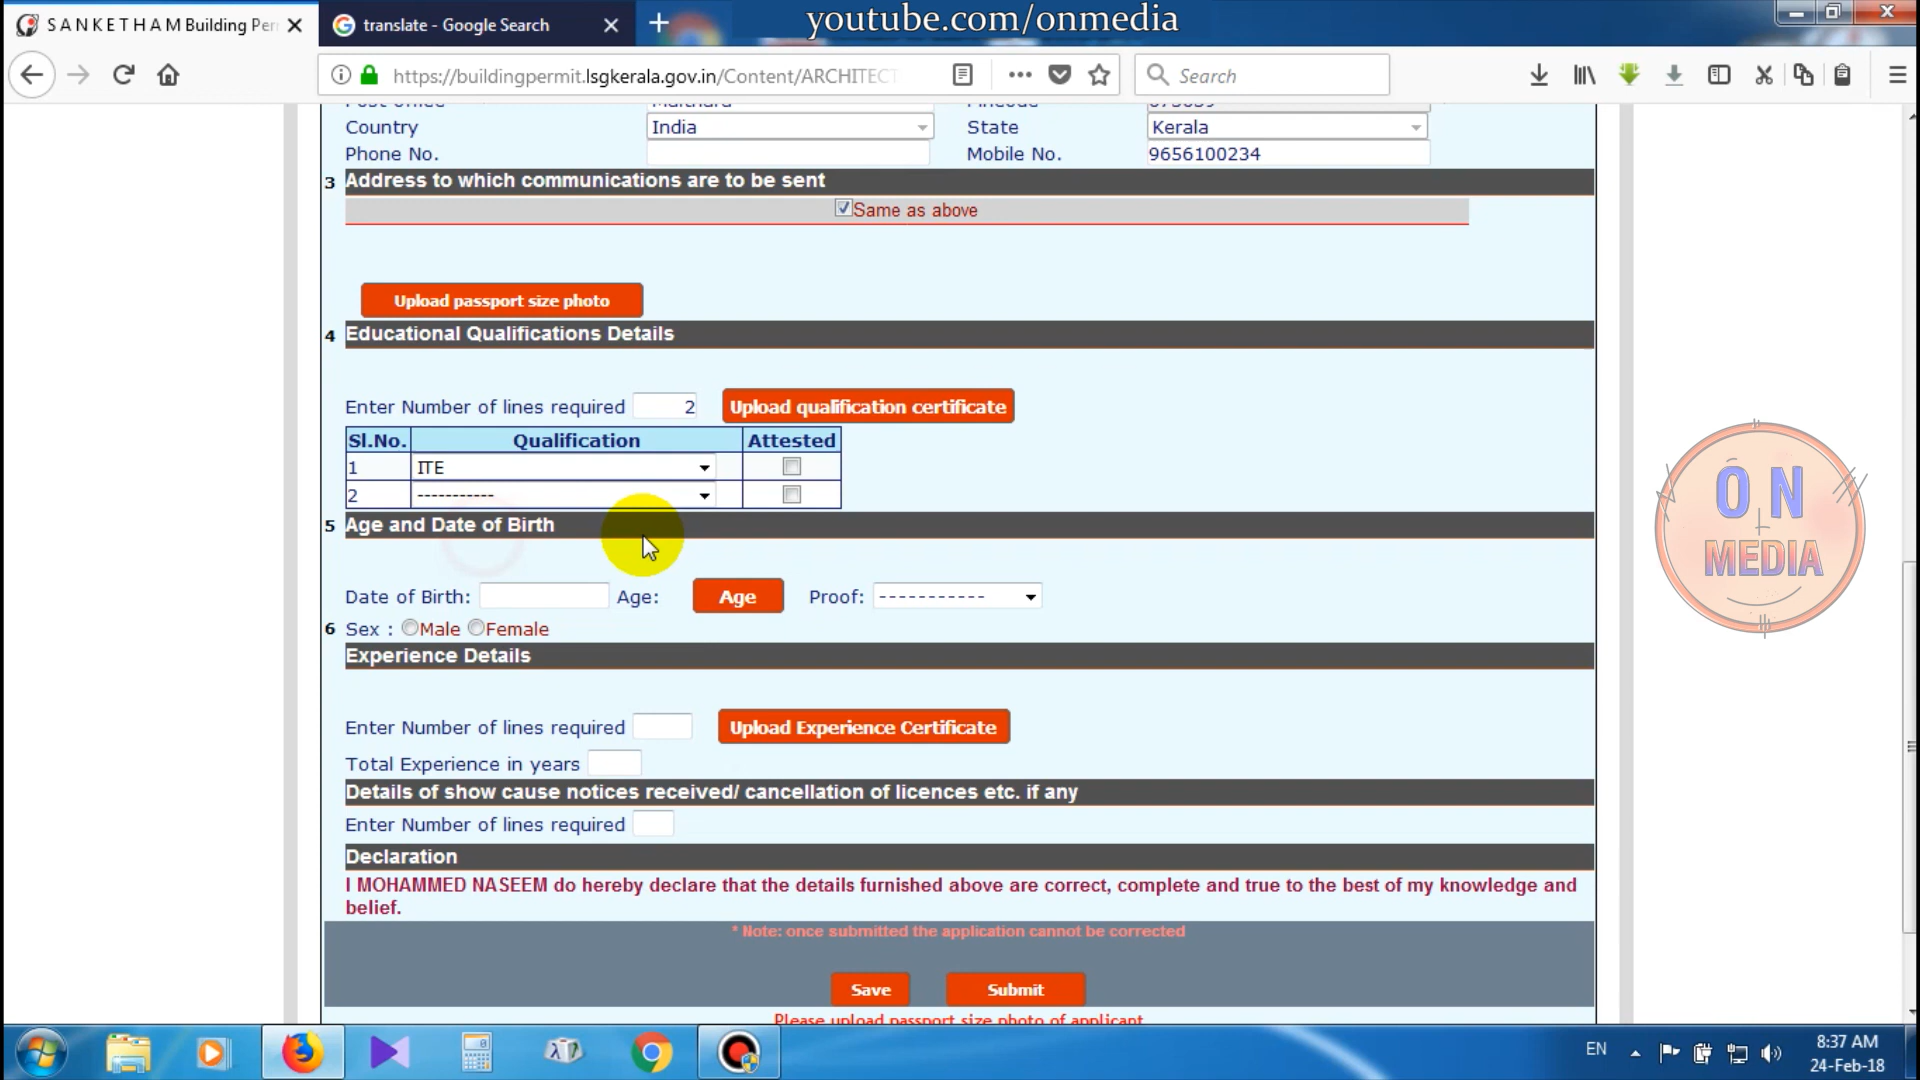 S A N K E T H A M Building Per
translate - Google Search
youtube.com/onmedia
https://buildingpermit.lsgkerala.gov.in/Content/ARCHITECT
Search
Country India State Kerala
Phone No. Mobile No. 9656100234
3 Address to which communications are to be sent
Same as above
Upload passport size photo
4 Educational Qualifications Details
Enter Number of lines required 2 Upload qualification certificate
Sl.No. Qualification Attested
1 ITE
2 -----------
5 Age and Date of Birth
Date of Birth: Age: Age Proof: -----------
6 Sex : Male Female
Experience Details
Enter Number of lines required Upload Experience Certificate
Total Experience in years
Details of show cause notices received/ cancellation of licences etc. if any
Enter Number of lines required
Declaration
I MOHAMMED NASEEM do hereby declare that the details furnished above are correct, complete and true to the best of my knowledge and
belief.
* Note: once submitted the application cannot be corrected
Save Submit
Please upload passport size photo of applicant
ON
MEDIA
EN
8:37 AM
24-Feb-18